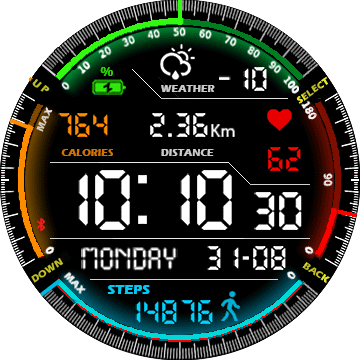 0 10 20 30 40 50 60 70 80 90 100
%
WEATHER -10
UP
SELECT
MAX
180
764 2.36Km
CALORIES DISTANCE
62
90
10:10 30
0
0
MONDAY 31-08
DOWN
BACK
MAX
0
STEPS
14876